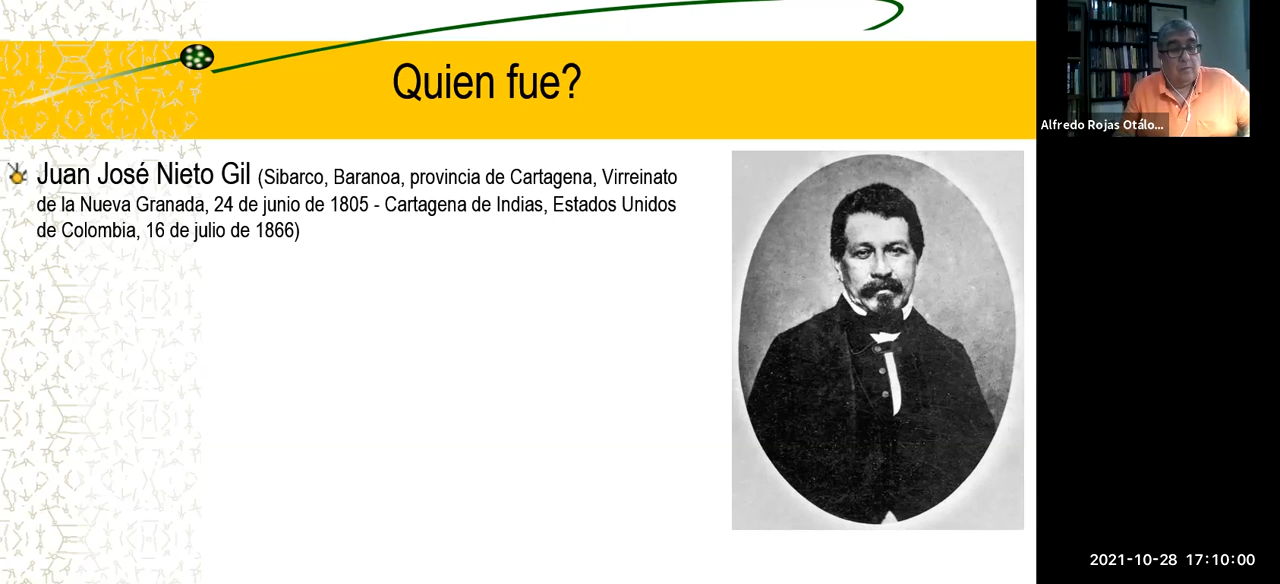 Quien fue?
Juan José Nieto Gil (Sibarco, Baranoa, provincia de Cartagena, Virreinato
de la Nueva Granada, 24 de junio de 1805 - Cartagena de Indias, Estados Unidos
de Colombia, 16 de julio de 1866)
Alfredo Rojas Otálo...
2021-10-28 17:10:00